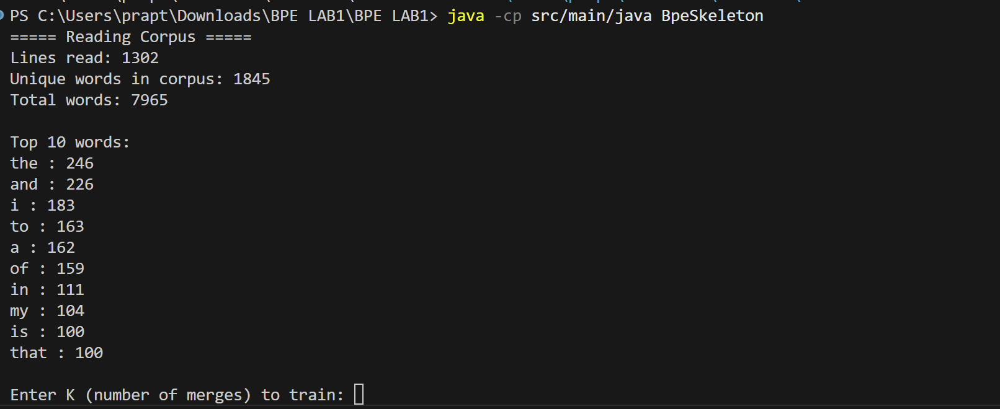 PS C:\Users\prapt\Downloads\BPE LAB1\BPE LAB1> java -cp src/main/java BpeSkeleton
===== Reading Corpus =====
Lines read: 1302
Unique words in corpus: 1845
Total words: 7965
Top 10 words:
the : 246
and : 226
i : 183
to : 163
a : 162
of : 159
in : 111
my : 104
is : 100
that : 100
Enter K (number of merges) to train: